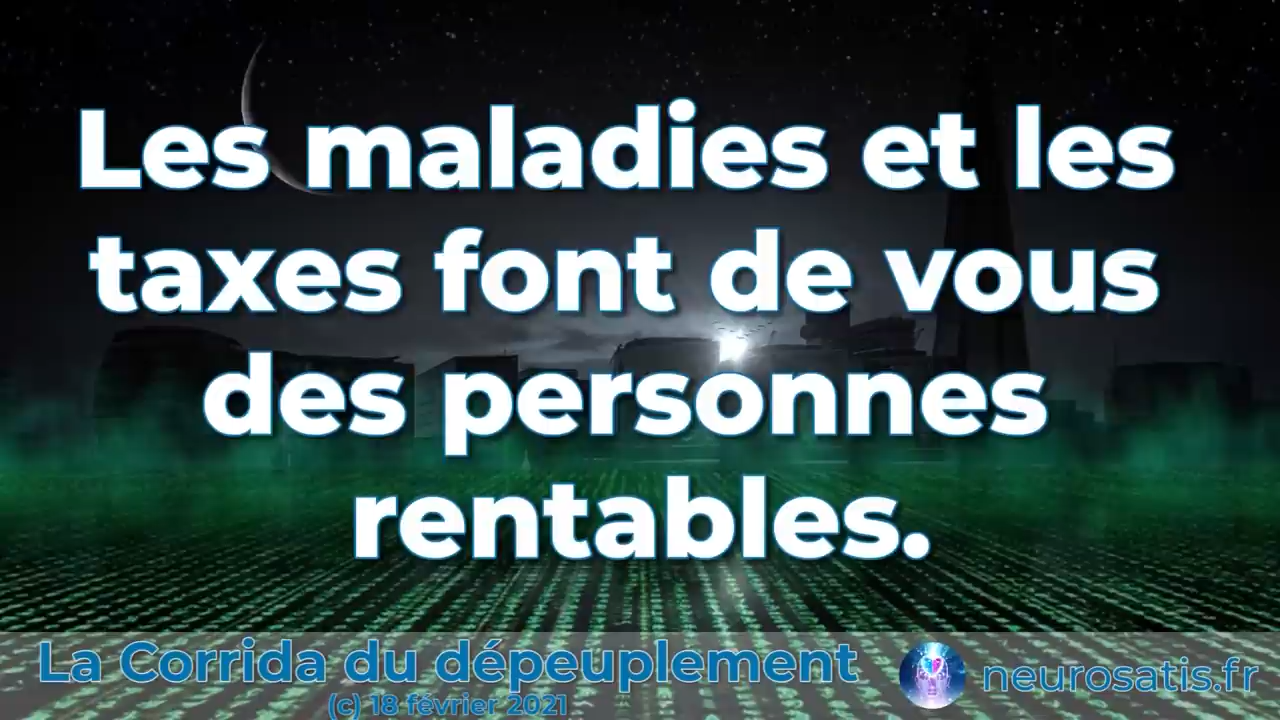 Les maladies et les
taxes font de vous
des personnes
rentables.
La Corrida du dépeuplement
(c) 18 février 2021
neurosatis.fr